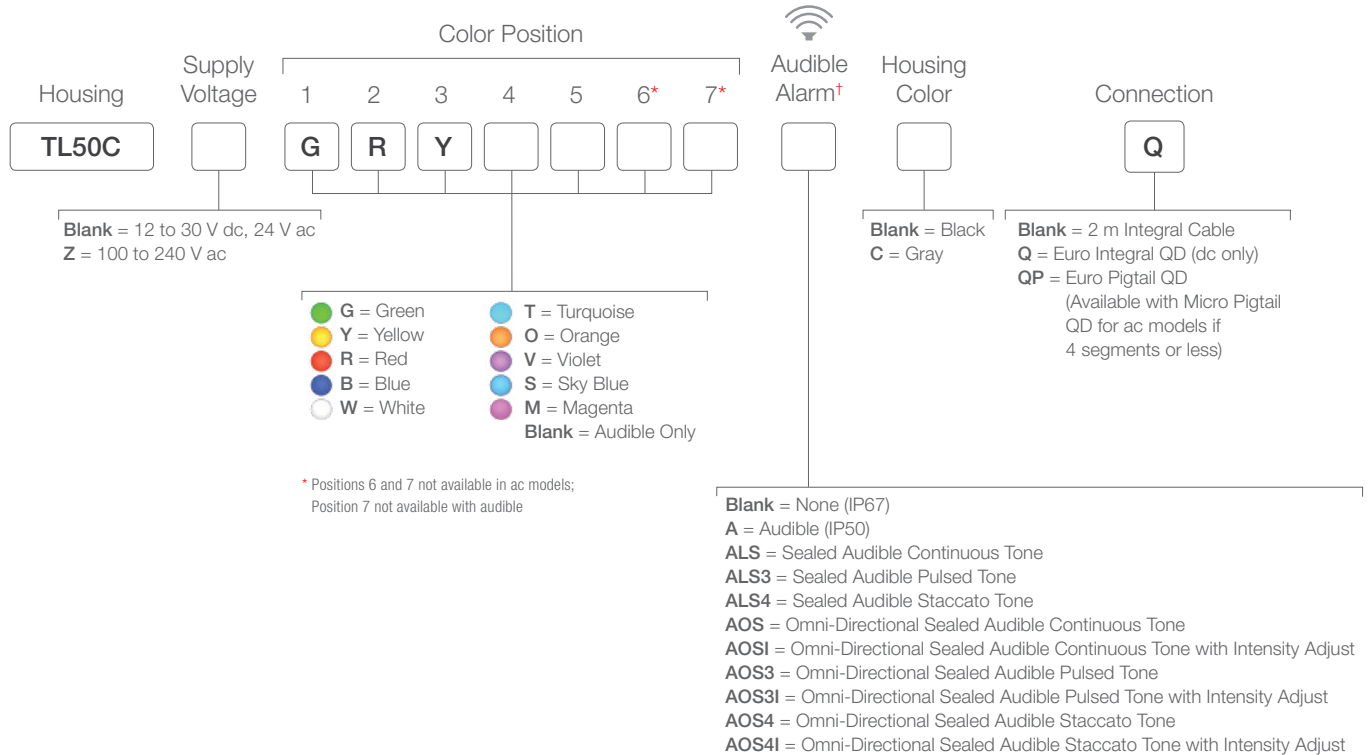 Color Position
Housing
Supply
Voltage
1 2 3 4 5 6* 7*
Audible
Alarm†
Housing
Color
Connection
TL50C G R Y Q
Blank = 12 to 30 V dc, 24 V ac
Z = 100 to 240 V ac
Blank = Black
C = Gray
Blank = 2 m Integral Cable
Q = Euro Integral QD (dc only)
QP = Euro Pigtail QD
(Available with Micro Pigtail
QD for ac models if
4 segments or less)
G = Green
Y = Yellow
R = Red
B = Blue
W = White
T = Turquoise
O = Orange
V = Violet
S = Sky Blue
M = Magenta
Blank = Audible Only
* Positions 6 and 7 not available in ac models;
Position 7 not available with audible
Blank = None (IP67)
A = Audible (IP50)
ALS = Sealed Audible Continuous Tone
ALS3 = Sealed Audible Pulsed Tone
ALS4 = Sealed Audible Staccato Tone
AOS = Omni-Directional Sealed Audible Continuous Tone
AOSI = Omni-Directional Sealed Audible Continuous Tone with Intensity Adjust
AOS3 = Omni-Directional Sealed Audible Pulsed Tone
AOS3I = Omni-Directional Sealed Audible Pulsed Tone with Intensity Adjust
AOS4 = Omni-Directional Sealed Audible Staccato Tone
AOS4I = Omni-Directional Sealed Audible Staccato Tone with Intensity Adjust